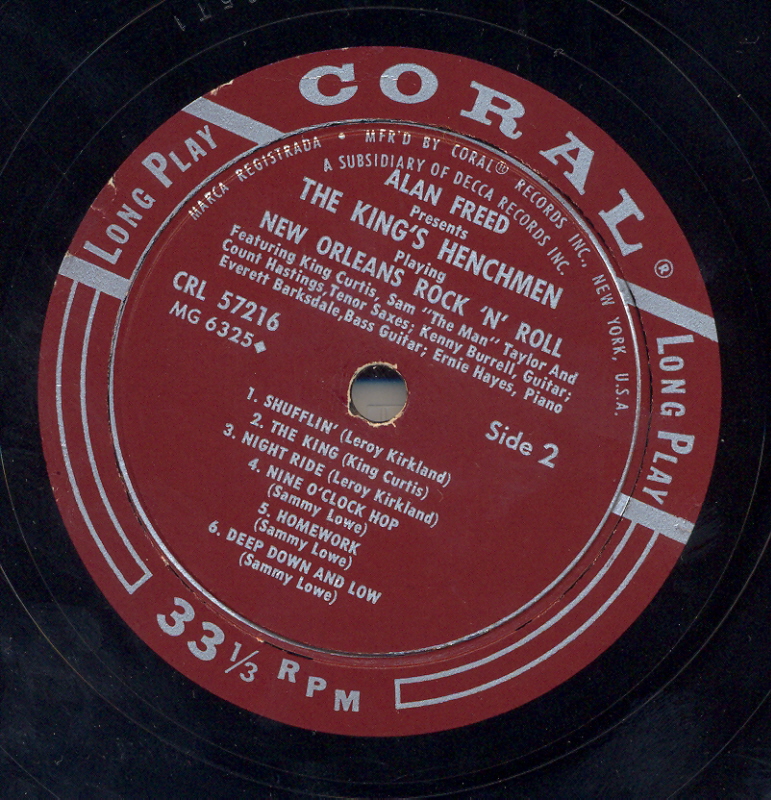 CORAL®
LONG PLAY
LONG PLAY
MARCA REGISTRADA ♦ MFR'D BY CORAL® RECORDS INC., NEW YORK, U.S.A.
A SUBSIDIARY OF DECCA RECORDS INC.
ALAN FREED
Presents
THE KING'S HENCHMEN
Playing
NEW ORLEANS ROCK 'N' ROLL
Featuring King Curtis, Sam "The Man" Taylor And
Count Hastings,Tenor Saxes; Kenny Burrell, Guitar;
Everett Barksdale,Bass Guitar; Ernie Hayes, Piano
CRL 57216
MG 6325♦
Side 2
1. SHUFFLIN' (Leroy Kirkland)
2. THE KING (King Curtis)
3. NIGHT RIDE (Leroy Kirkland)
4. NINE O'CLOCK HOP
(Sammy Lowe)
5. HOMEWORK
(Sammy Lowe)
6. DEEP DOWN AND LOW
(Sammy Lowe)
33 1/3 RPM